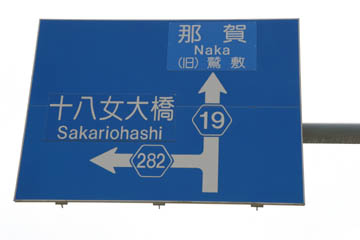 那賀
Naka
(旧)鷲敷
十八女大橋
Sakariohashi
19
282